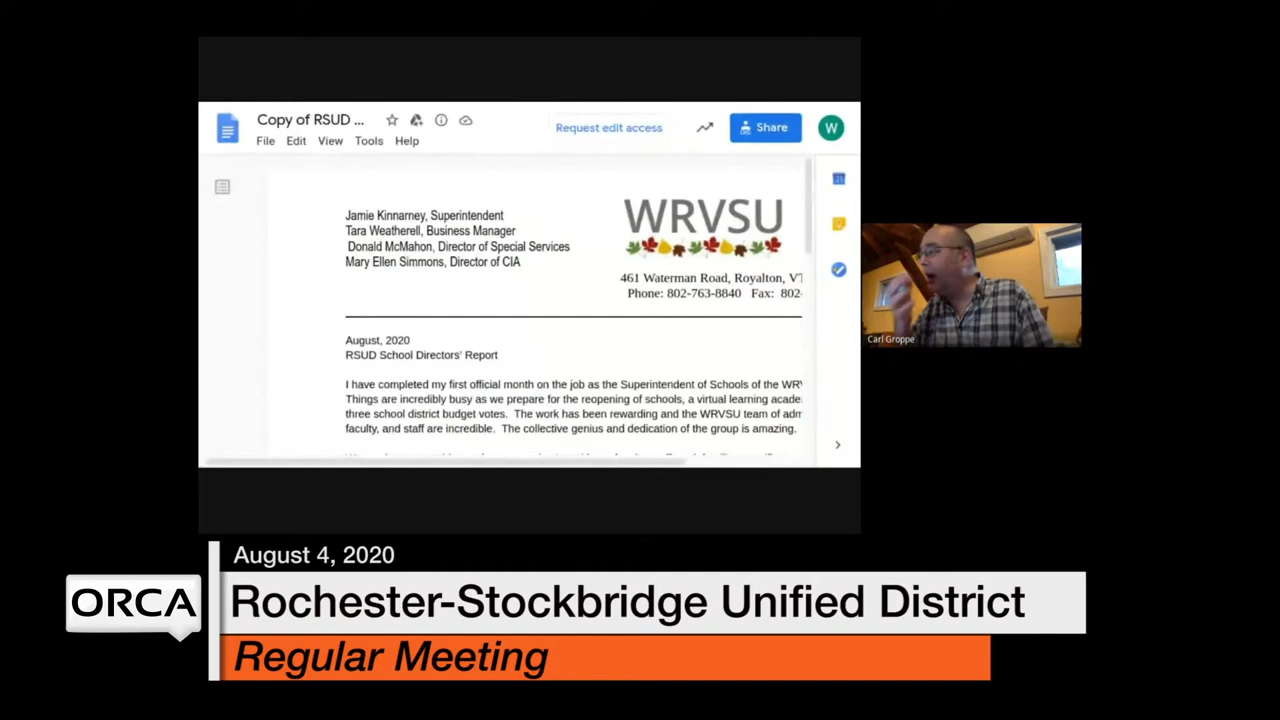 Copy of RSUD ...
File Edit View Tools Help
Request edit access
Share
W
Jamie Kinnarney, Superintendent
Tara Weatherell, Business Manager
Donald McMahon, Director of Special Services
Mary Ellen Simmons, Director of CIA
WRVSU
461 Waterman Road, Royalton, VT
Phone: 802-763-8840 Fax: 802-
August, 2020
RSUD School Directors' Report
I have completed my first official month on the job as the Superintendent of Schools of the WRV
Things are incredibly busy as we prepare for the reopening of schools, a virtual learning acade
three school district budget votes. The work has been rewarding and the WRVSU team of adm
faculty, and staff are incredible. The collective genius and dedication of the group is amazing.
Carl Groppe
August 4, 2020
ORCA
Rochester-Stockbridge Unified District
Regular Meeting